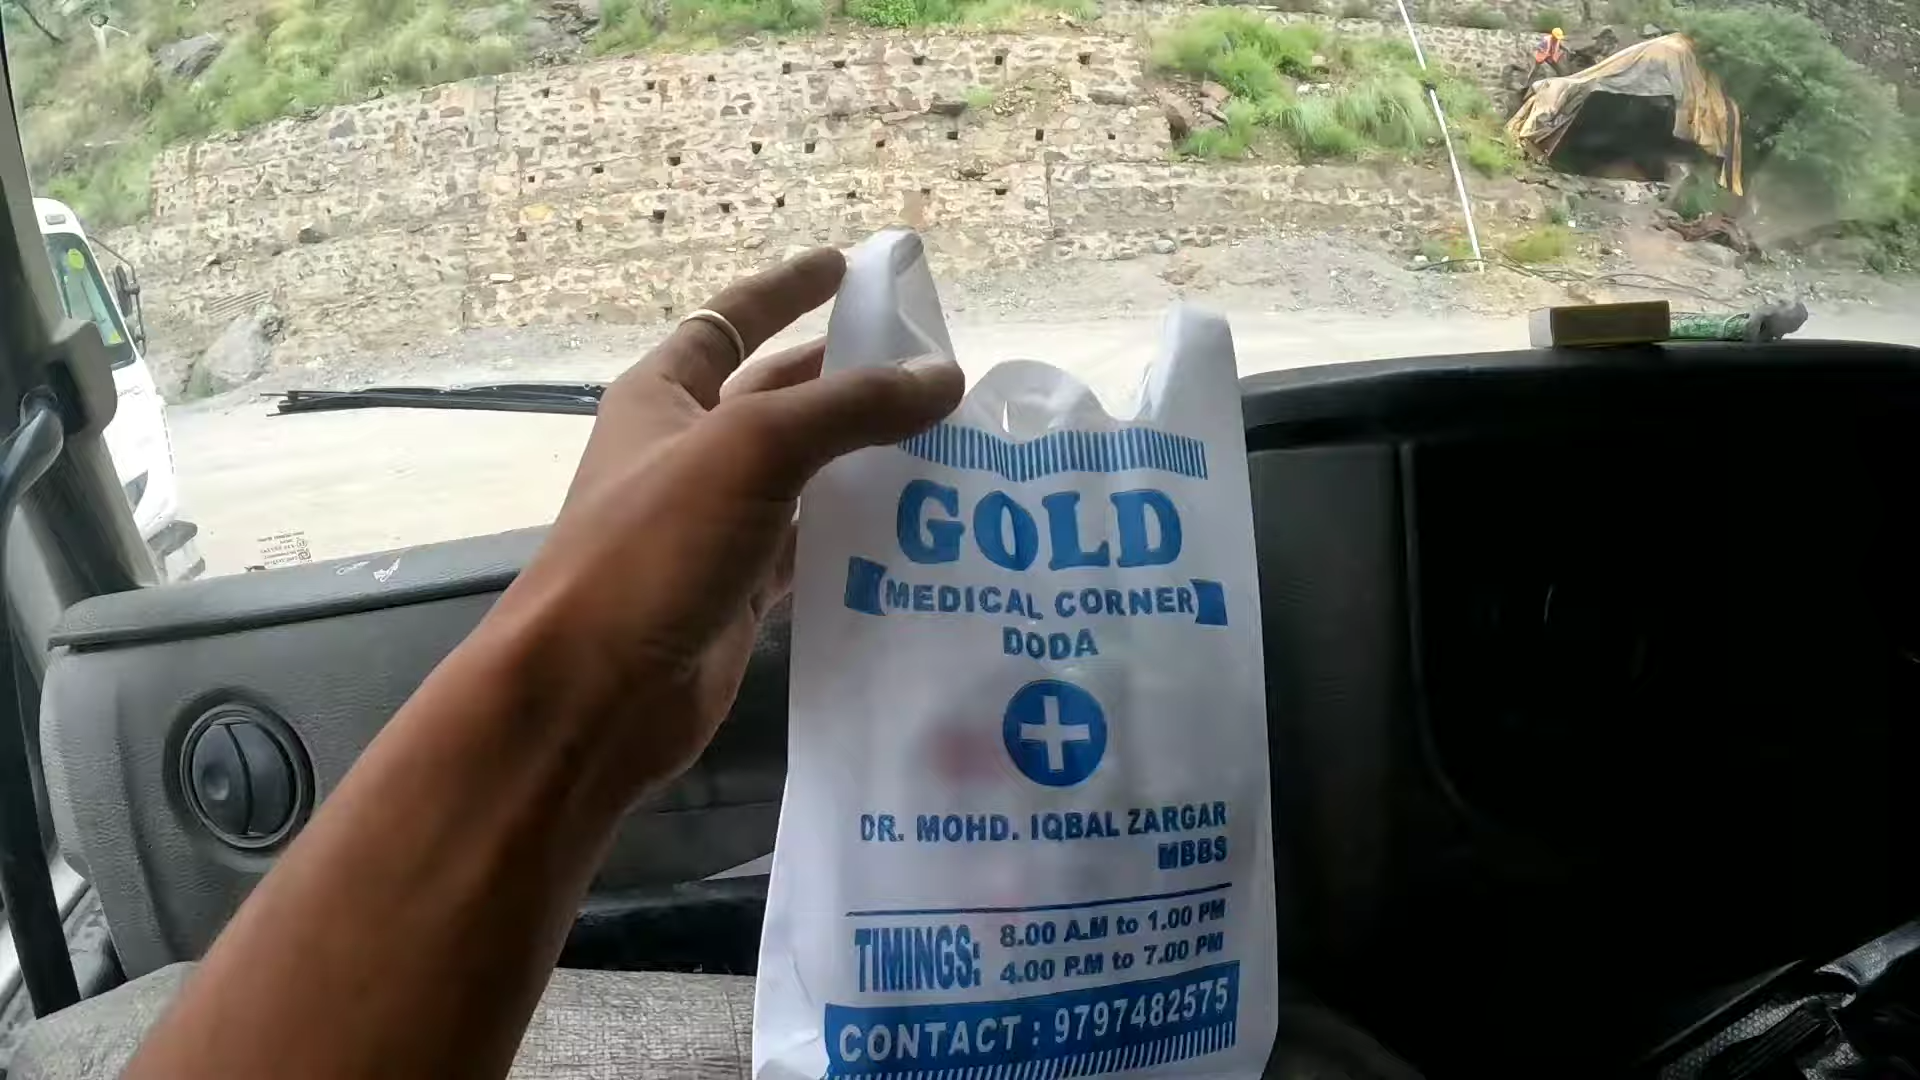 GOLD
MEDICAL CORNER
DODA
DR. MOHD. IQBAL ZARGAR
MBBS
TIMINGS: 8.00 A.M to 1.00 PM
4.00 P.M to 7.00 PM
CONTACT : 9797482575